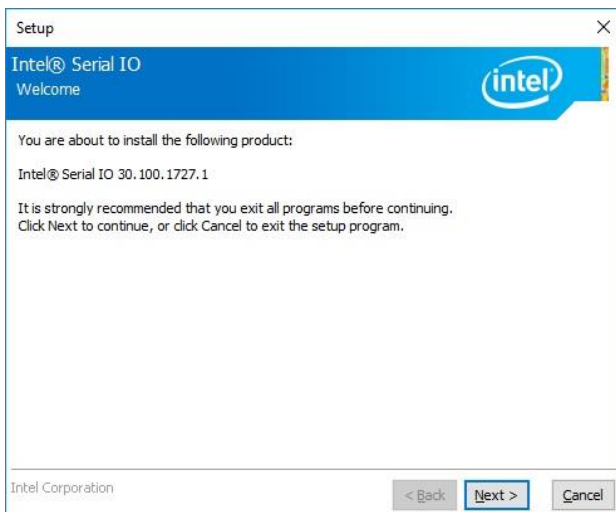 Setup
Intel® Serial IO
Welcome
intel
You are about to install the following product:
Intel® Serial IO 30.100.1727.1
It is strongly recommended that you exit all programs before continuing.
Click Next to continue, or click Cancel to exit the setup program.
Intel Corporation
< Back Next > Cancel